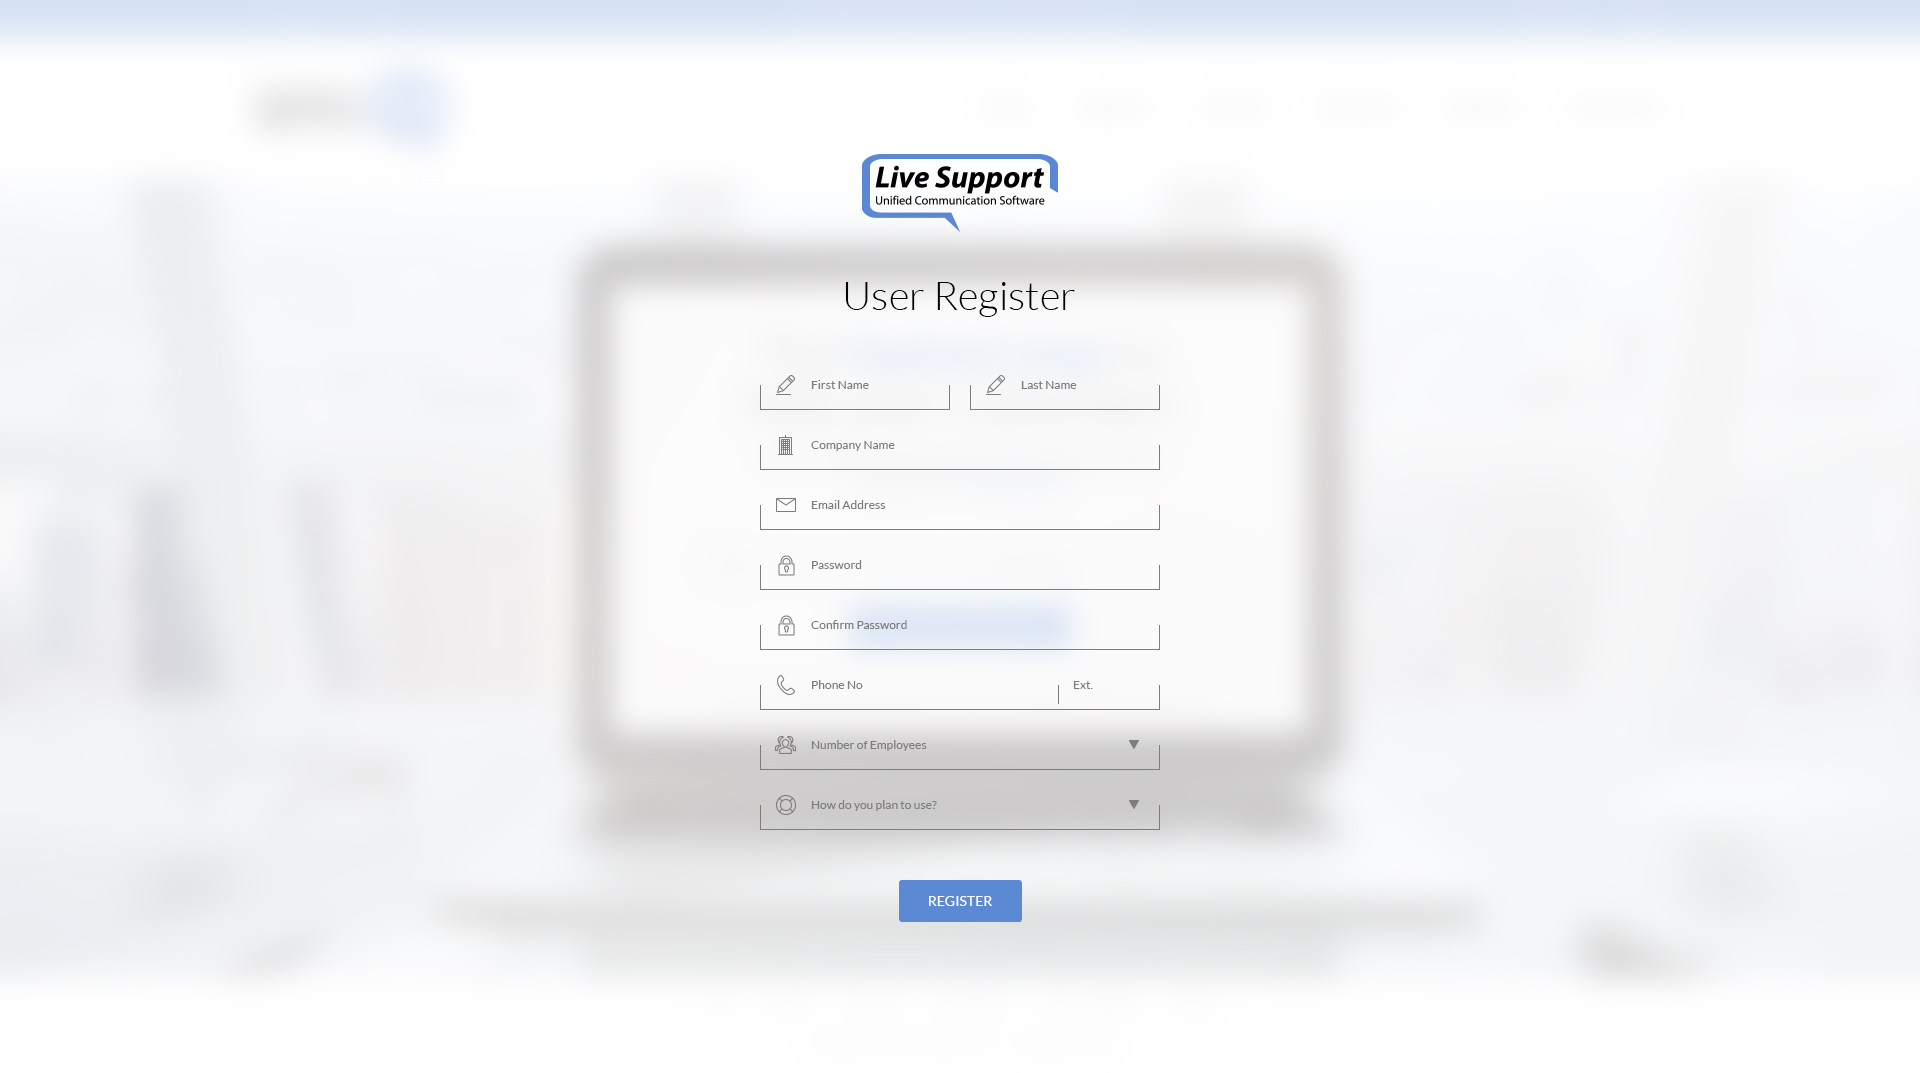 Live Support
Unified Communication Software
User Register
First Name
Last Name
Company Name
Email Address
Password
Confirm Password
Phone No
Ext.
Number of Employees
How do you plan to use?
REGISTER